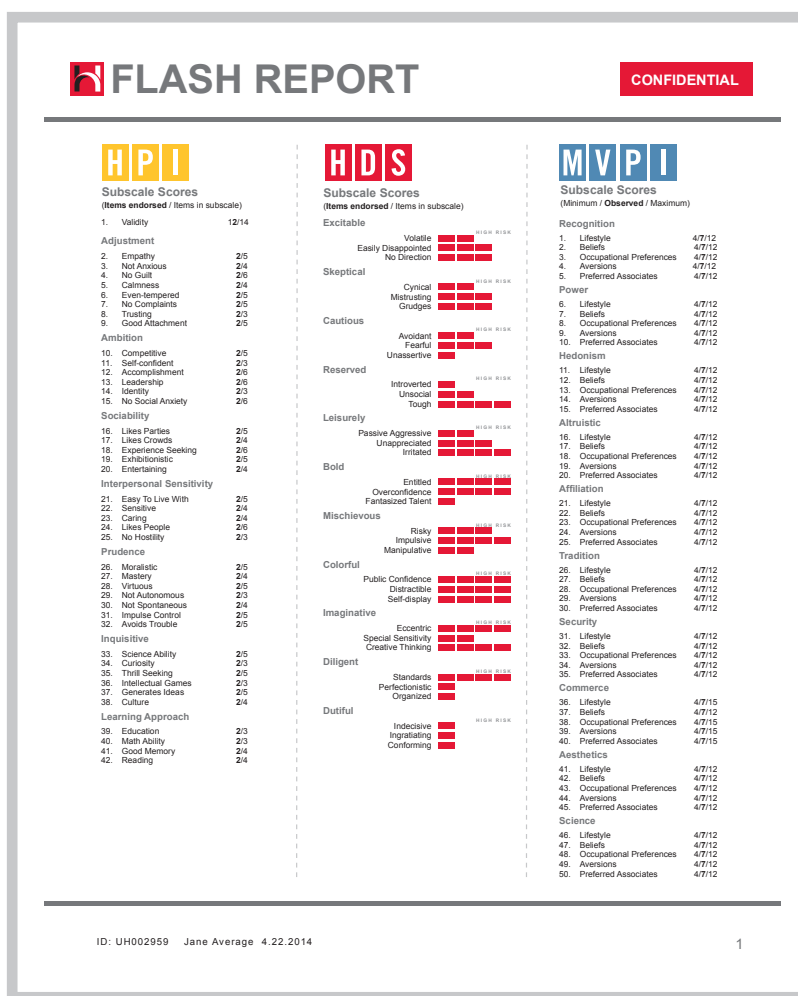 FLASH REPORT
CONFIDENTIAL
HPI
Subscale Scores
(Items endorsed / Items in subscale)
1. Validity 12/14
Adjustment
2. Empathy 2/5
3. Not Anxious 2/4
4. No Guilt 2/6
5. Calmness 2/4
6. Even-tempered 2/5
7. No Complaints 2/5
8. Trusting 2/3
9. Good Attachment 2/5
Ambition
10. Competitive 2/5
11. Self-confident 2/3
12. Accomplishment 2/6
13. Leadership 2/6
14. Identity 2/3
15. No Social Anxiety 2/6
Sociability
16. Likes Parties 2/5
17. Likes Crowds 2/4
18. Experience Seeking 2/6
19. Exhibitionistic 2/5
20. Entertaining 2/4
Interpersonal Sensitivity
21. Easy To Live With 2/5
22. Sensitive 2/4
23. Caring 2/4
24. Likes People 2/6
25. No Hostility 2/3
Prudence
26. Moralistic 2/5
27. Mastery 2/4
28. Virtuous 2/5
29. Not Autonomous 2/3
30. Not Spontaneous 2/4
31. Impulse Control 2/5
32. Avoids Trouble 2/5
Inquisitive
33. Science Ability 2/5
34. Curiosity 2/3
35. Thrill Seeking 2/5
36. Intellectual Games 2/3
37. Generates Ideas 2/5
38. Culture 2/4
Learning Approach
39. Education 2/3
40. Math Ability 2/3
41. Good Memory 2/4
42. Reading 2/4
HDS
Subscale Scores
(Items endorsed / Items in subscale)
Excitable
HIGH RISK
Volatile
Easily Disappointed
No Direction
Skeptical
HIGH RISK
Cynical
Mistrusting
Grudges
Cautious
HIGH RISK
Avoidant
Fearful
Unassertive
Reserved
HIGH RISK
Introverted
Unsocial
Tough
Leisurely
HIGH RISK
Passive Aggressive
Unappreciated
Irritated
Bold
HIGH RISK
Entitled
Overconfidence
Fantasized Talent
Mischievous
HIGH RISK
Risky
Impulsive
Manipulative
Colorful
HIGH RISK
Public Confidence
Distractible
Self-display
Imaginative
HIGH RISK
Eccentric
Special Sensitivity
Creative Thinking
Diligent
HIGH RISK
Standards
Perfectionistic
Organized
Dutiful
HIGH RISK
Indecisive
Ingratiating
Conforming
MVPI
Subscale Scores
(Minimum / Observed / Maximum)
Recognition
1. Lifestyle 4/7/12
2. Beliefs 4/7/12
3. Occupational Preferences 4/7/12
4. Aversions 4/7/12
5. Preferred Associates 4/7/12
Power
6. Lifestyle 4/7/12
7. Beliefs 4/7/12
8. Occupational Preferences 4/7/12
9. Aversions 4/7/12
10. Preferred Associates 4/7/12
Hedonism
11. Lifestyle 4/7/12
12. Beliefs 4/7/12
13. Occupational Preferences 4/7/12
14. Aversions 4/7/12
15. Preferred Associates 4/7/12
Altruistic
16. Lifestyle 4/7/12
17. Beliefs 4/7/12
18. Occupational Preferences 4/7/12
19. Aversions 4/7/12
20. Preferred Associates 4/7/12
Affiliation
21. Lifestyle 4/7/12
22. Beliefs 4/7/12
23. Occupational Preferences 4/7/12
24. Aversions 4/7/12
25. Preferred Associates 4/7/12
Tradition
26. Lifestyle 4/7/12
27. Beliefs 4/7/12
28. Occupational Preferences 4/7/12
29. Aversions 4/7/12
30. Preferred Associates 4/7/12
Security
31. Lifestyle 4/7/12
32. Beliefs 4/7/12
33. Occupational Preferences 4/7/12
34. Aversions 4/7/12
35. Preferred Associates 4/7/12
Commerce
36. Lifestyle 4/7/15
37. Beliefs 4/7/12
38. Occupational Preferences 4/7/15
39. Aversions 4/7/15
40. Preferred Associates 4/7/15
Aesthetics
41. Lifestyle 4/7/12
42. Beliefs 4/7/12
43. Occupational Preferences 4/7/12
44. Aversions 4/7/12
45. Preferred Associates 4/7/12
Science
46. Lifestyle 4/7/12
47. Beliefs 4/7/12
48. Occupational Preferences 4/7/12
49. Aversions 4/7/12
50. Preferred Associates 4/7/12
ID: UH002959 Jane Average 4.22.2014
1